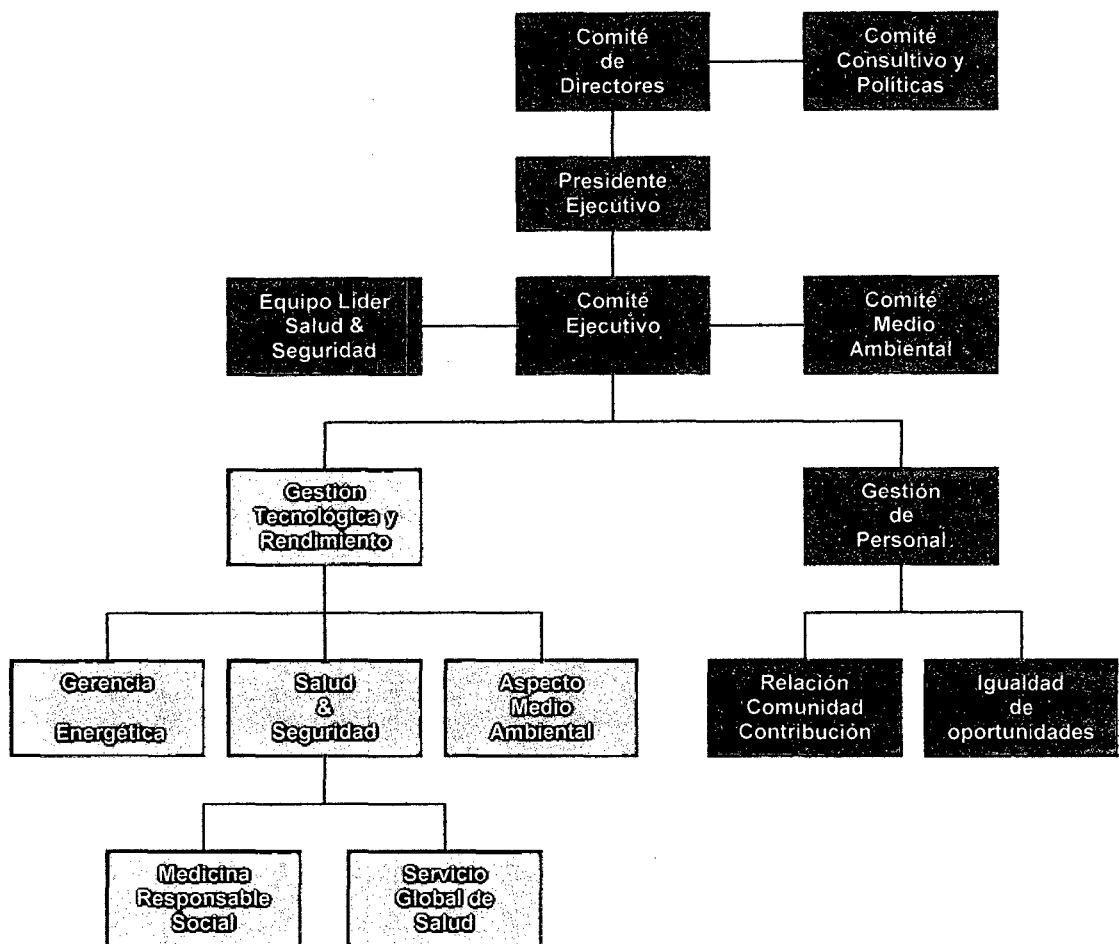 Comité
de
Directores
Comité
Consultivo y
Políticas
Presidente
Ejecutivo
Equipo Lider
Salud &
Seguridad
Comité
Ejecutivo
Comité
Medio
Ambiental
Gestión
Tecnológica y
Rendimiento
Gestión
de
Personal
Gerencia
Energética
Salud
&
Seguridad
Aspecto
Medio
Ambiental
Relación
Comunidad
Contribución
Igualdad
de
oportunidades
Medicina
Responsable
Social
Servicio
Global de
Salud